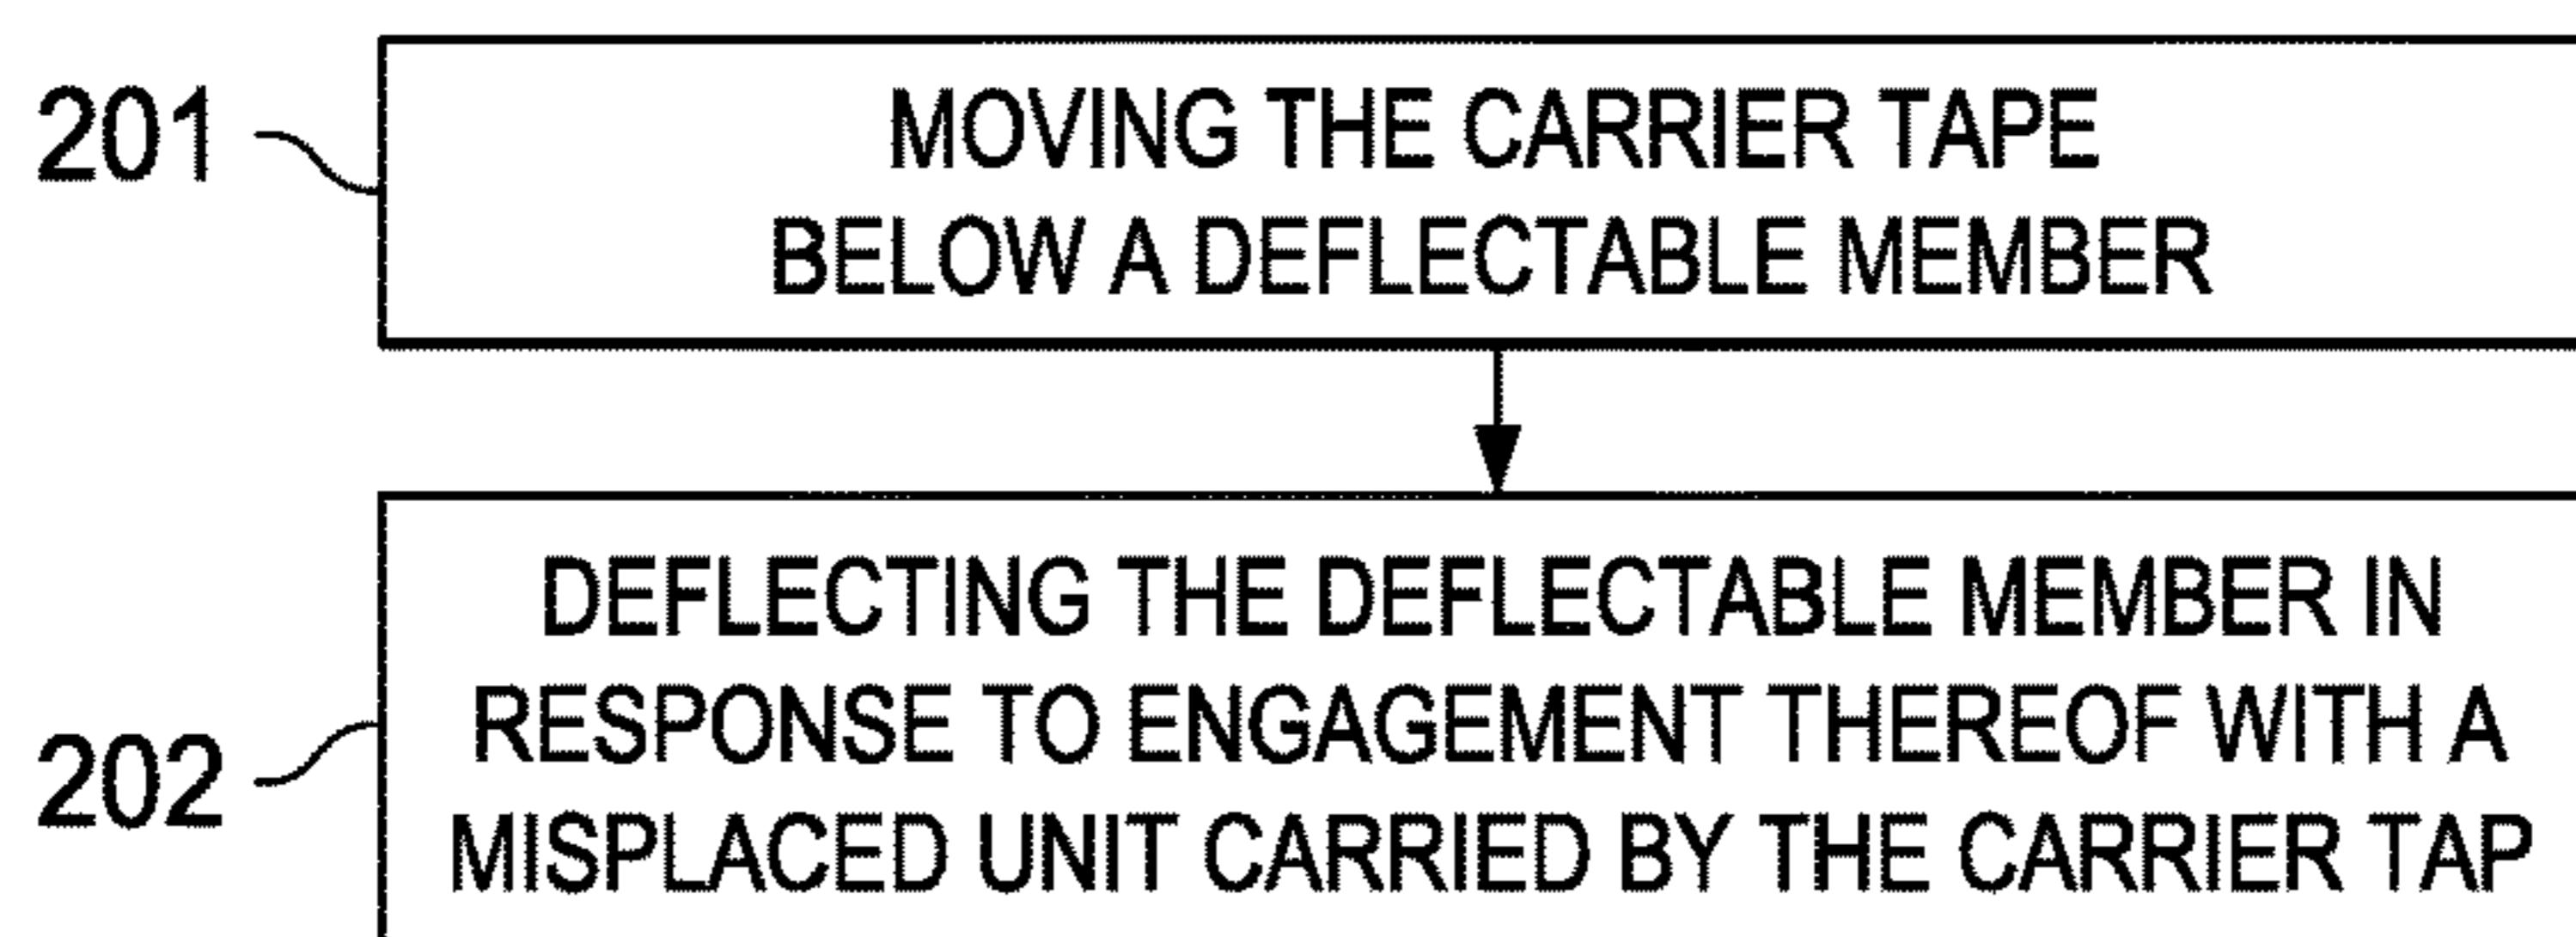 201
MOVING THE CARRIER TAPE
BELOW A DEFLECTABLE MEMBER
202
DEFLECTING THE DEFLECTABLE MEMBER IN
RESPONSE TO ENGAGEMENT THEREOF WITH A
MISPLACED UNIT CARRIED BY THE CARRIER TAP